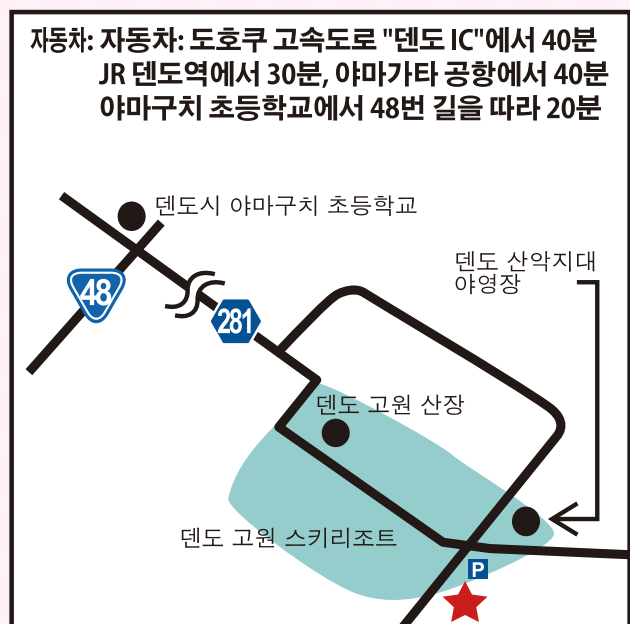 자동차: 자동차: 도호쿠 고속도로 "덴도 IC"에서 40분
JR 덴도역에서 30분, 야마가타 공항에서 40분
야마구치 초등학교에서 48번 길을 따라 20분
덴도시 야마구치 초등학교
덴도 산악지대
야영장
48
281
덴도 고원 산장
덴도 고원 스키리조트
P